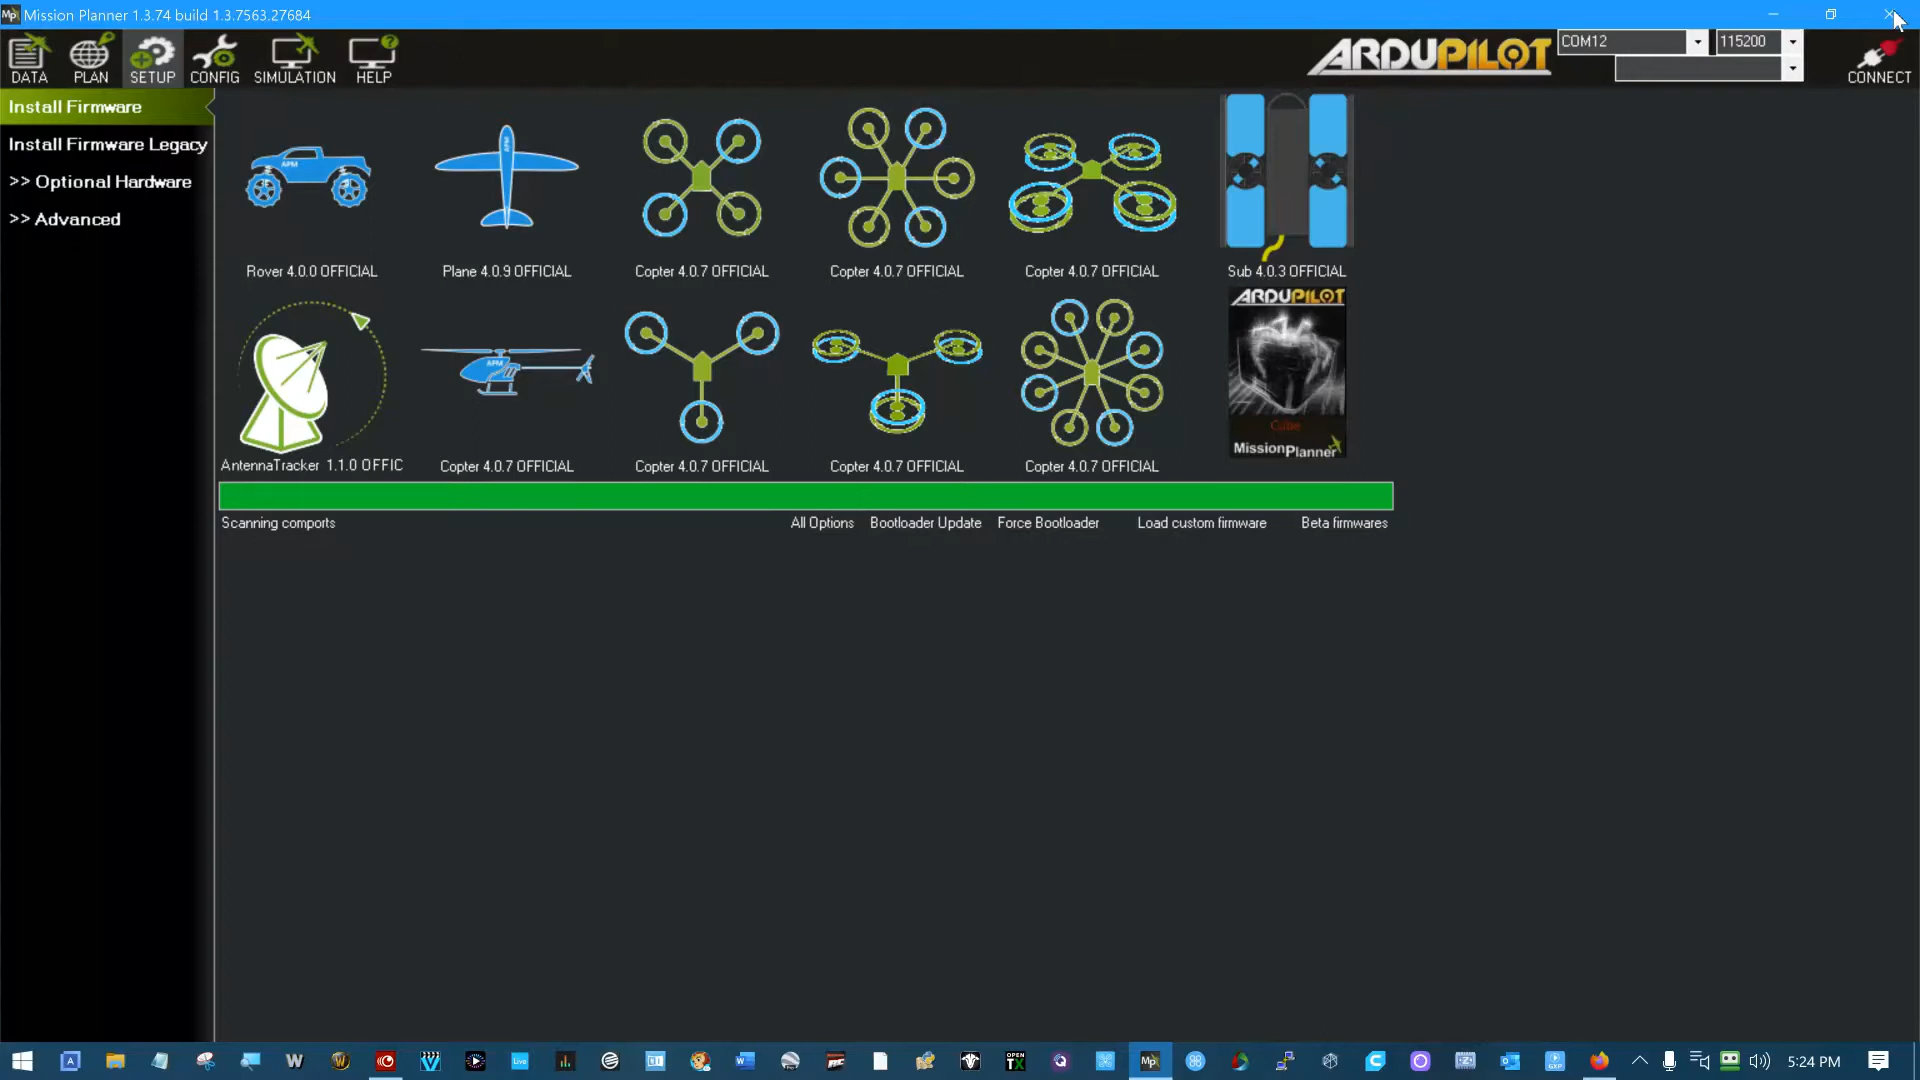 Mission Planner 1.3.74 build 1.3.7563.27684
DATA
PLAN
SETUP
CONFIG
SIMULATION
HELP
ARDUPILOT
COM12
115200
CONNECT
Install Firmware
Install Firmware Legacy
>> Optional Hardware
>> Advanced
APM
APM
Rover 4.0.0 OFFICIAL
Plane 4.0.9 OFFICIAL
Copter 4.0.7 OFFICIAL
Copter 4.0.7 OFFICIAL
Copter 4.0.7 OFFICIAL
Sub 4.0.3 OFFICIAL
APM
ARDUPILOT
Cube
MissionPlanner
AntennaTracker 1.1.0 OFFIC
Copter 4.0.7 OFFICIAL
Copter 4.0.7 OFFICIAL
Copter 4.0.7 OFFICIAL
Copter 4.0.7 OFFICIAL
Scanning comports
All Options
Bootloader Update
Force Bootloader
Load custom firmware
Beta firmwares
5:24 PM